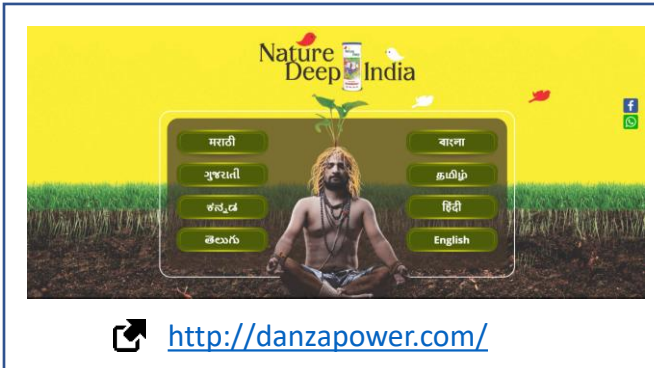 Nature
Deep India
मराठी
ગુજરાતી
ಕನ್ನಡ
తెలుగు
বাংলা
தமிழ்
हिंदी
English
http://danzapower.com/